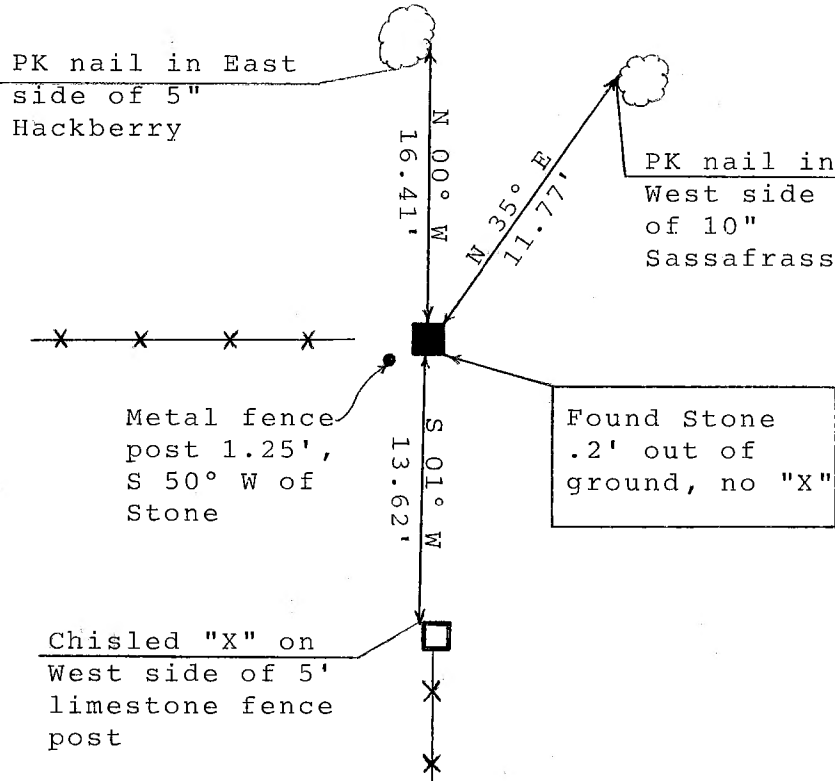 PK nail in East
side of 5"
Hackberry
N 00° W
16.41'
N 35° E
11.77'
PK nail in
West side
of 10"
Sassafrass
Metal fence
post 1.25',
S 50° W of
Stone
S 01° W
13.62'
Found Stone
.2' out of
ground, no "X"
Chisled "X" on
West side of 5'
limestone fence
post